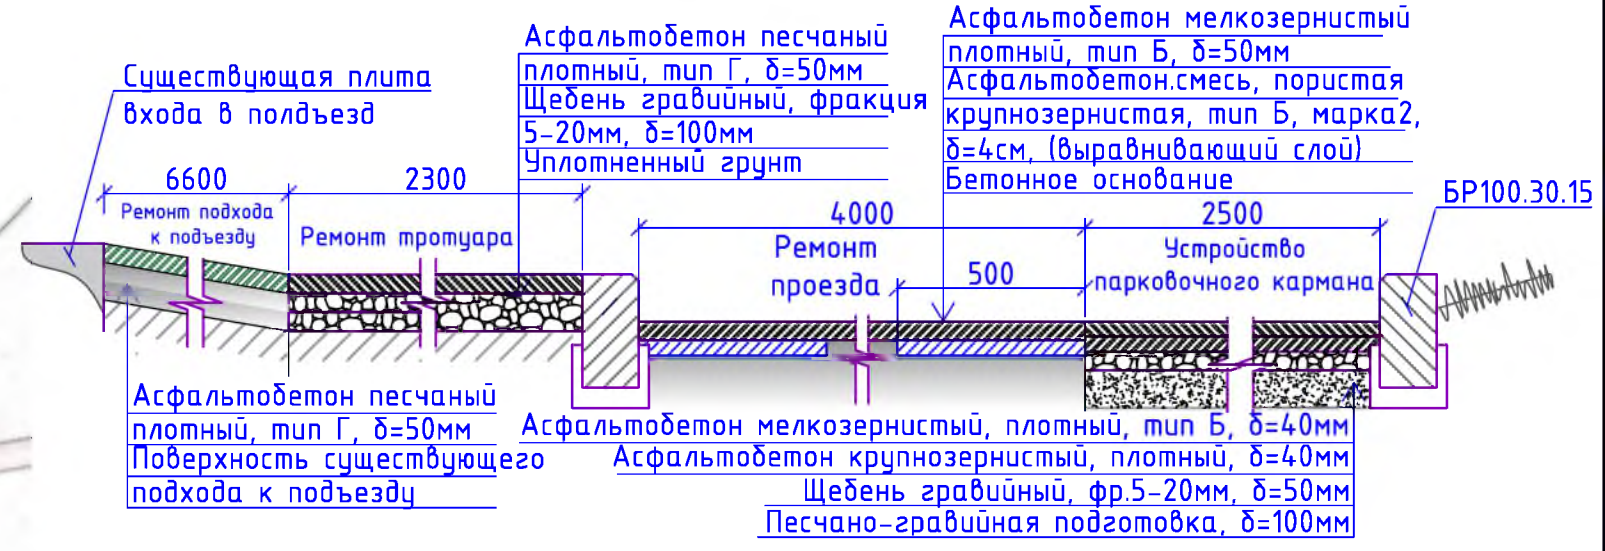 Существующая плита
входа в полдъезд
Асфальтобетон песчаный
плотный, тип Г, δ=50мм
Щебень гравийный, фракция
5-20мм, δ=100мм
Уплотненный грунт
Асфальтобетон мелкозернистый
плотный, тип Б, δ=50мм
Асфальтобетон.смесь, пористая
крупнозернистая, тип Б, марка2,
δ=4см, (выравнивающий слой)
Бетонное основание
БР100.30.15
6600
2300
4000
2500
Ремонт подхода
к подъезду
Ремонт тротуара
Ремонт
проезда
500
Устройство
парковочного кармана
Асфальтобетон песчаный
плотный, тип Г, δ=50мм
Поверхность существующего
подхода к подъезду
Асфальтобетон мелкозернистый, плотный, тип Б, δ=40мм
Асфальтобетон крупнозернистый, плотный, δ=40мм
Щебень гравийный, фр.5-20мм, δ=50мм
Песчано-гравийная подготовка, δ=100мм